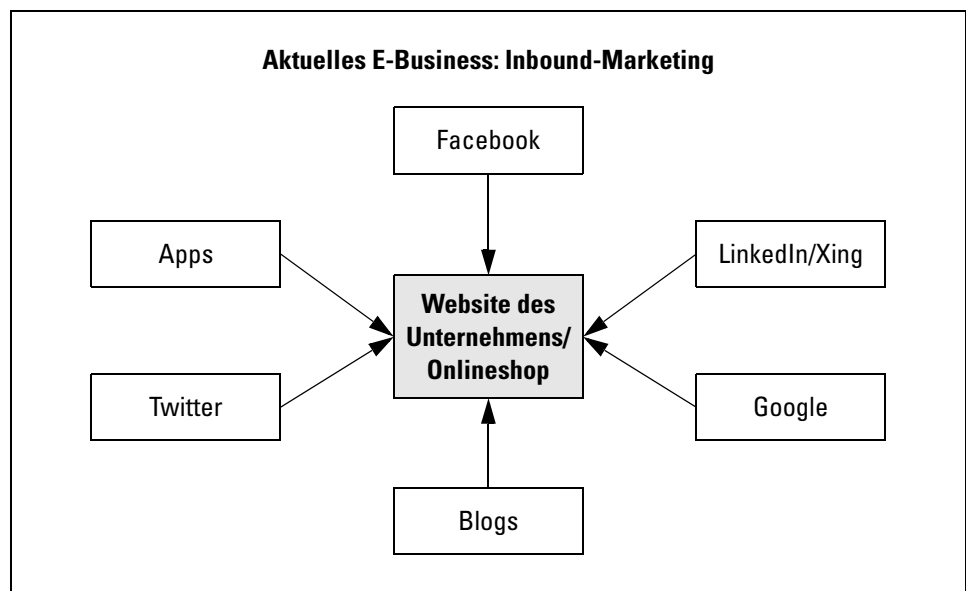 Aktuelles E-Business: Inbound-Marketing
Facebook
Apps
LinkedIn/Xing
Website des
Unternehmens/
Onlineshop
Twitter
Google
Blogs